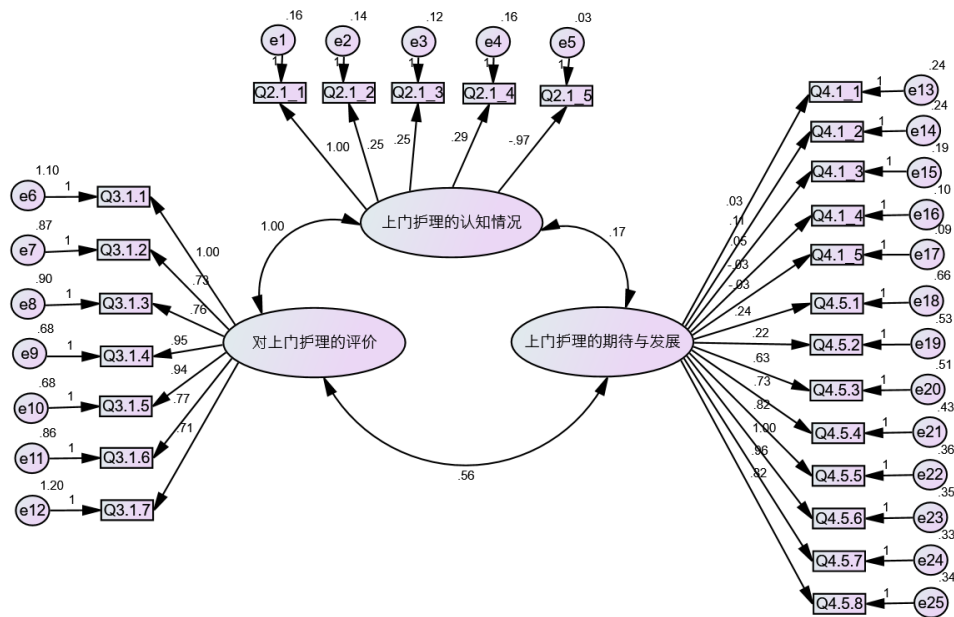 .16 .14 .12 .16 .03
e1 e2 e3 e4 e5
1 1 1 1 1
Q2.1_1 Q2.1_2 Q2.1_3 Q2.1_4 Q2.1_5
1.00 .25 .25 .29 -.97
上门护理的认知情况
1.00 .17
1.10
e6 1 Q3.1.1
.87
e7 1 Q3.1.2
.90
e8 1 Q3.1.3
.68
e9 1 Q3.1.4
.68
e10 1 Q3.1.5
.86
e11 1 Q3.1.6
1.20
e12 1 Q3.1.7
1.00
.73
.76
.95
.94
.77
.71
对上门护理的评价
.56
上门护理的期待与发展
.03
.11
.05
-.03
-.03
.24
.22
.63
.73
.82
1.00
.96
.82
.24
Q4.1_1 1 e13
.24
Q4.1_2 1 e14
.19
Q4.1_3 1 e15
.10
Q4.1_4 1 e16
.09
Q4.1_5 1 e17
.66
Q4.5.1 1 e18
.53
Q4.5.2 1 e19
.51
Q4.5.3 1 e20
.43
Q4.5.4 1 e21
.36
Q4.5.5 1 e22
.35
Q4.5.6 1 e23
.33
Q4.5.7 1 e24
.34
Q4.5.8 1 e25